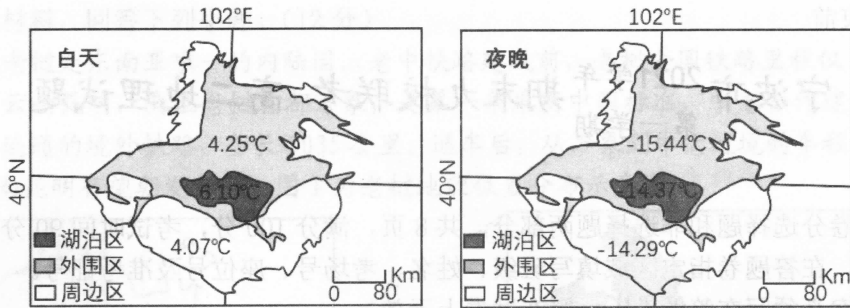 102°E
白天
4.25℃
40°N
6.10℃
4.07℃
湖泊区
外围区
周边区
0 80 Km
102°E
夜晚
-15.44℃
40°N
-14.37℃
-14.29℃
湖泊区
外围区
周边区
0 80 Km